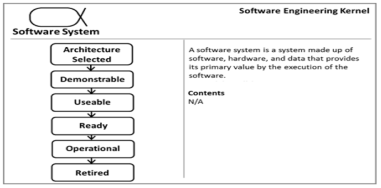 Software Engineering Kernel
Software System
Architecture
Selected
Demonstrable
Useable
Ready
Operational
Retired
A software system is a system made up of
software, hardware, and data that provides
its primary value by the execution of the
software.
Contents
N/A